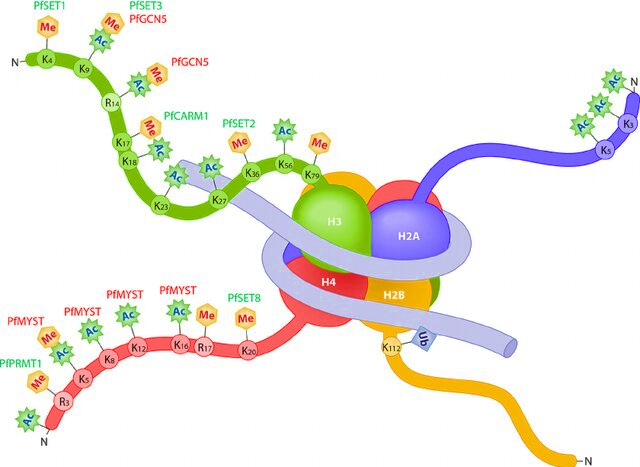 PfSET1
PfSET3
PfGCN5
Me
Me
Ac
N
K4
K9
PfGCN5
Me
Ac
R14
PfCARM1
Me
Ac
K17
K18
Ac
K23
Ac
K27
PfSET2
Me
K36
Ac
K56
Me
K79
Ac
Ac
Ac
N
K3
K5
H3
H2A
H4
H2B
Ub
K112
N
PfMYST
PfMYST
PfMYST
PfMYST
PfSET8
Me
Ac
Ac
Ac
Ac
Me
Me
PfPRMT1
Me
Ac
R3
K5
K8
K12
K16
R17
K20
N